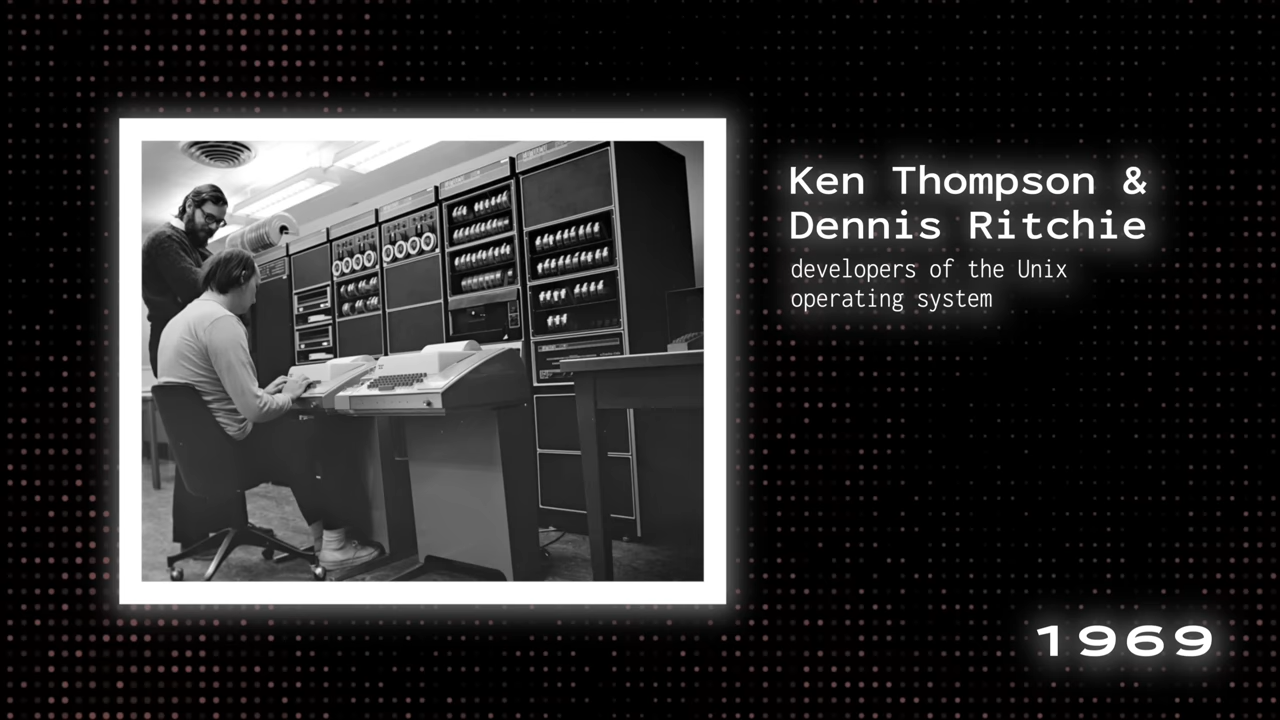 Ken Thompson &
Dennis Ritchie
developers of the Unix
operating system
1969